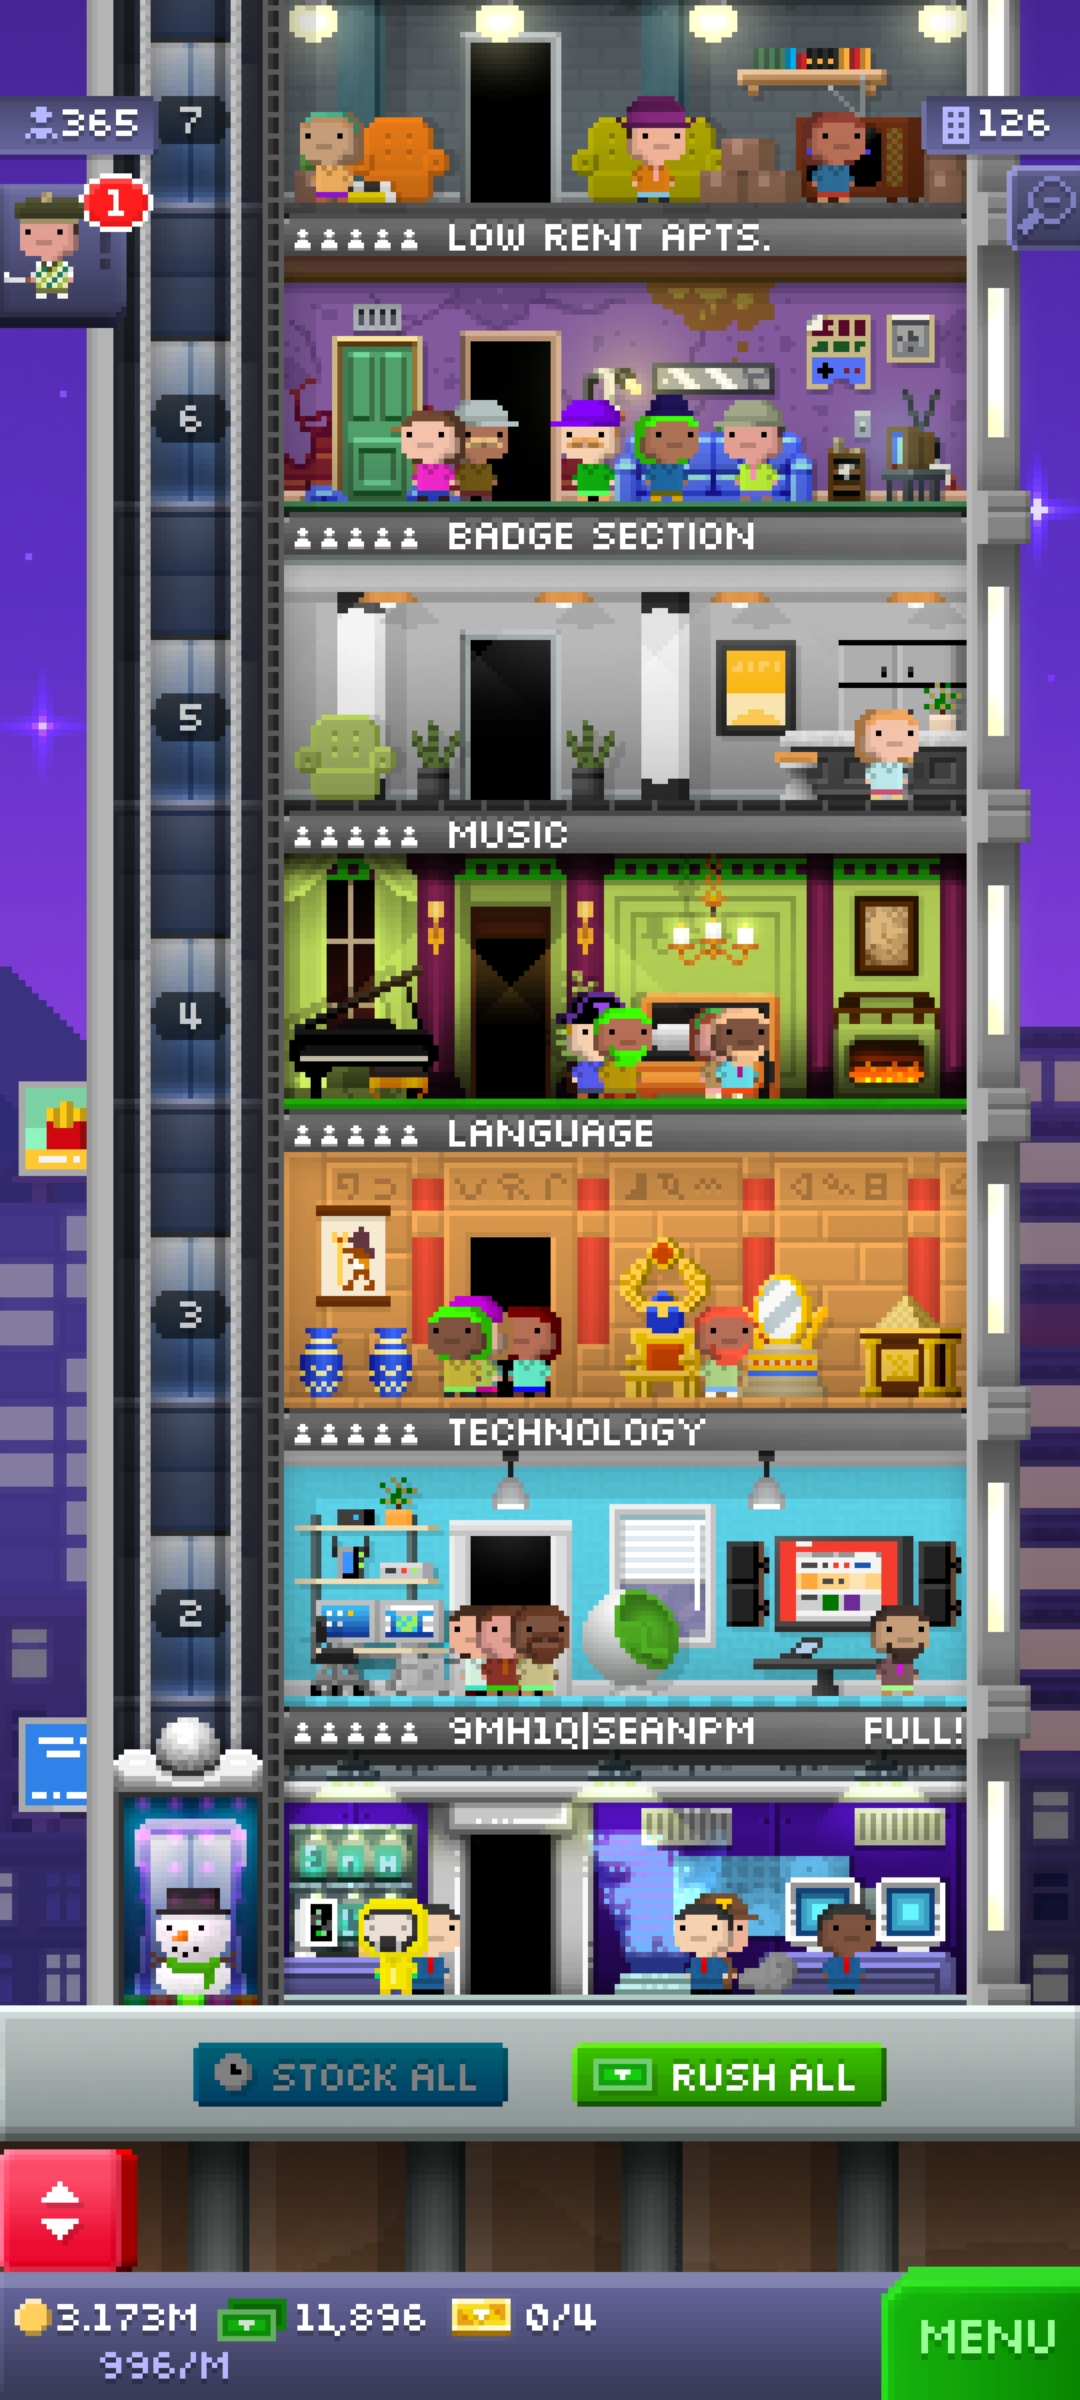 7
365
126
1
LOW RENT APTS.
6
BADGE SECTION
5
MUSIC
4
LANGUAGE
3
TECHNOLOGY
2
9MH1Q|SEANPM FULL!
STOCK ALL
RUSH ALL
3.173M 11,896 0/4
996/M
MENU